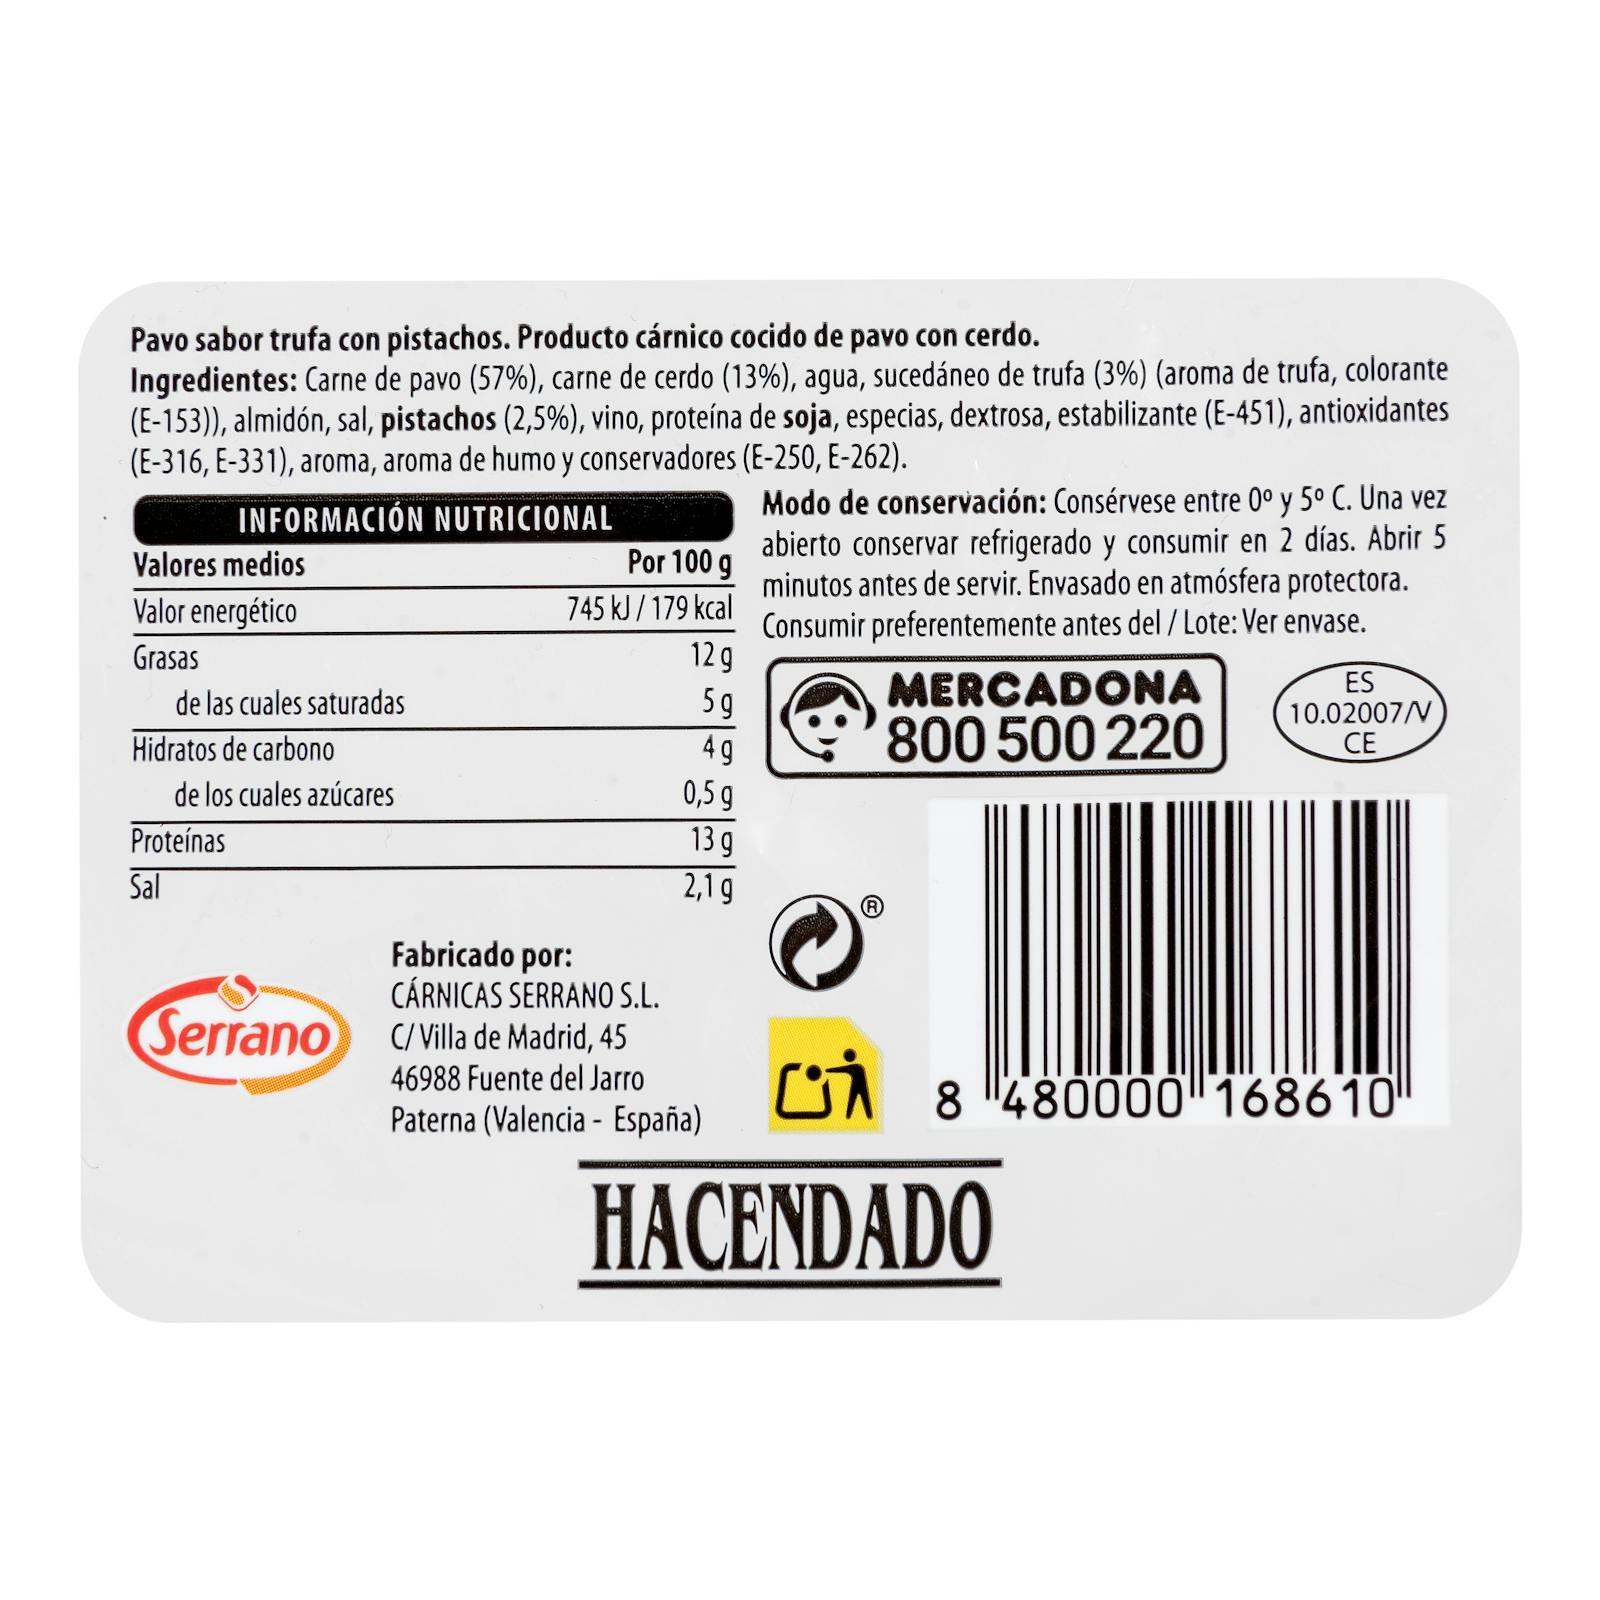 Pavo sabor trufa con pistachos. Producto cárnico cocido de pavo con cerdo.
Ingredientes: Carne de pavo (57%), carne de cerdo (13%), agua, sucedáneo de trufa (3%) (aroma de trufa, colorante
(E-153)), almidón, sal, pistachos (2,5%), vino, proteína de soja, especias, dextrosa, estabilizante (E-451), antioxidantes
(E-316, E-331), aroma, aroma de humo y conservadores (E-250, E-262).
INFORMACIÓN NUTRICIONAL
Valores medios Por 100 g
Valor energético 745 kJ / 179 kcal
Grasas 12 g
de las cuales saturadas 5 g
Hidratos de carbono 4 g
de los cuales azúcares 0,5 g
Proteínas 13 g
Sal 2,1 g
Modo de conservación: Consérvese entre 0º y 5º C. Una vez
abierto conservar refrigerado y consumir en 2 días. Abrir 5
minutos antes de servir. Envasado en atmósfera protectora.
Consumir preferentemente antes del / Lote: Ver envase.
MERCADONA
800 500 220
ES
10.02007/V
CE
®
Serrano
Fabricado por:
CÁRNICAS SERRANO S.L.
C/ Villa de Madrid, 45
46988 Fuente del Jarro
Paterna (Valencia - España)
8 480000 168610
HACENDADO